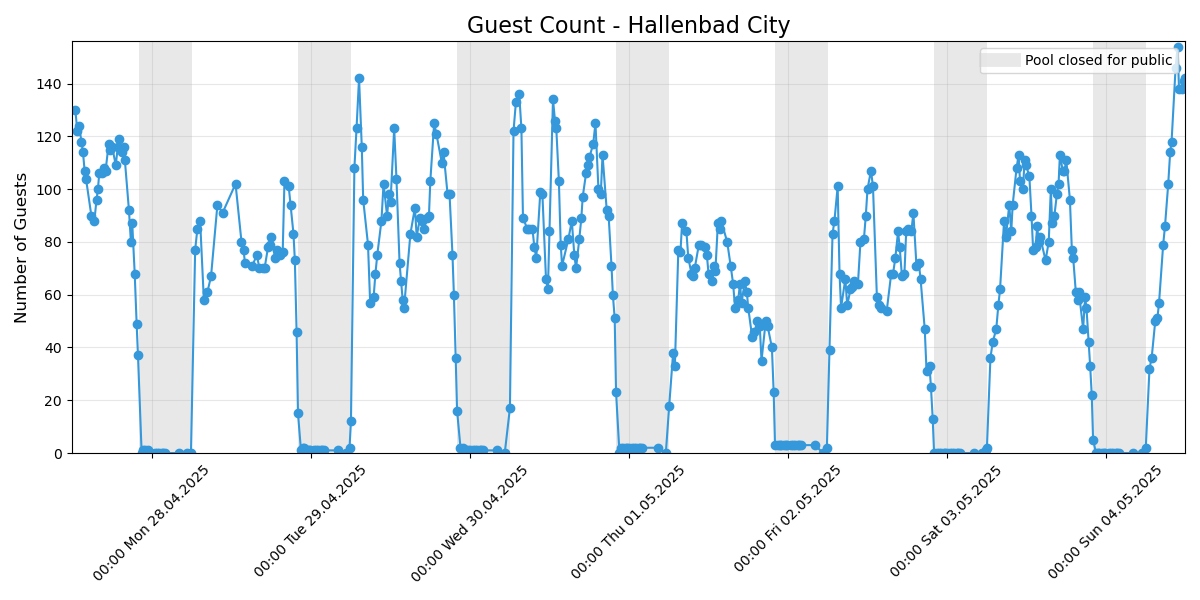 Guest Count - Hallenbad City
Pool closed for public
Number of Guests
140
120
100
80
60
40
20
0
00:00 Mon 28.04.2025
00:00 Tue 29.04.2025
00:00 Wed 30.04.2025
00:00 Thu 01.05.2025
00:00 Fri 02.05.2025
00:00 Sat 03.05.2025
00:00 Sun 04.05.2025